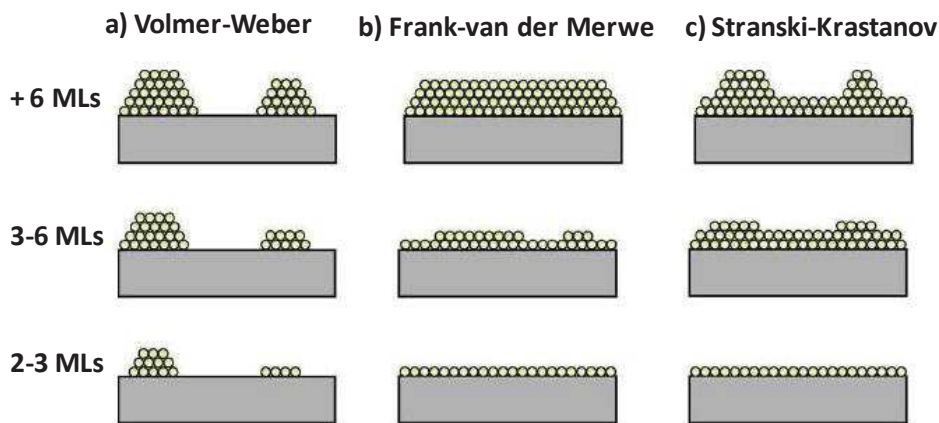 a) Volmer-Weber b) Frank-van der Merwe c) Stranski-Krastanov
+ 6 MLs
3-6 MLs
2-3 MLs